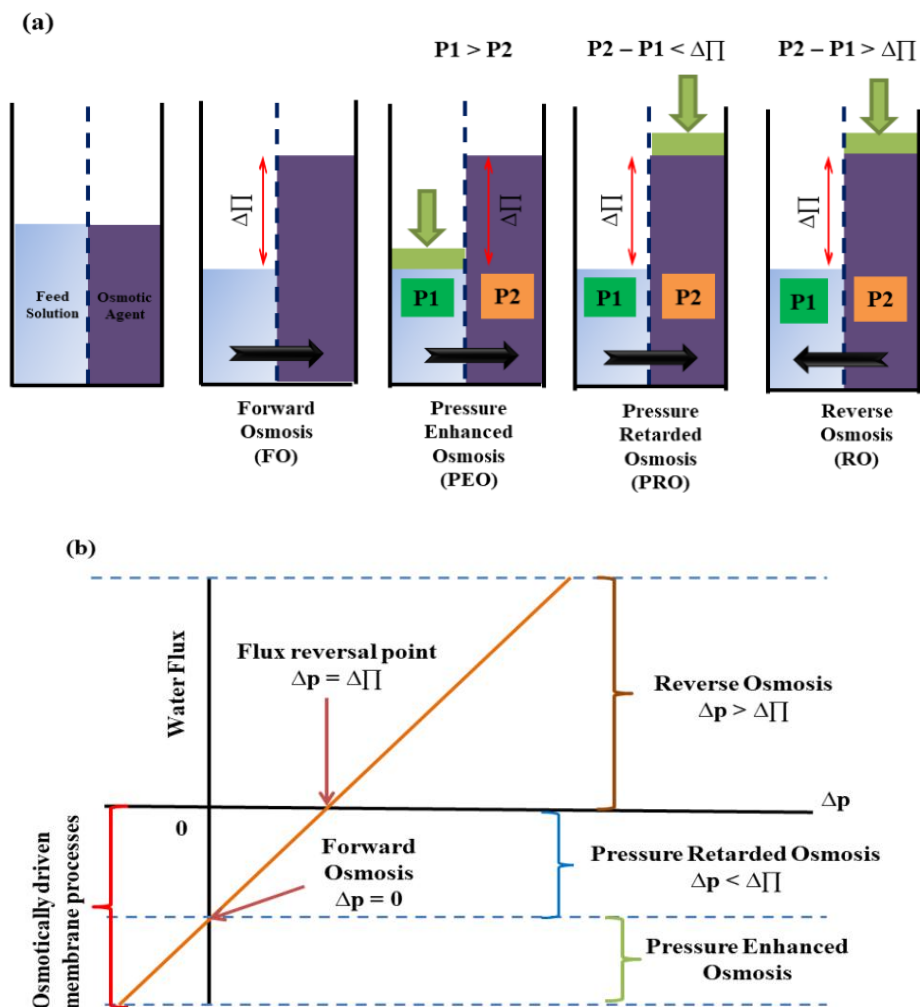 (a)
P1 > P2
P2 – P1 < Δ∏
P2 – P1 > Δ∏
Feed
Solution
Osmotic
Agent
Δ∏
Δ∏
Δ∏
Δ∏
P1
P2
P1
P2
P1
P2
Forward
Osmosis
(FO)
Pressure
Enhanced
Osmosis
(PEO)
Pressure
Retarded
Osmosis
(PRO)
Reverse
Osmosis
(RO)
(b)
Water Flux
Flux reversal point
Δp = Δ∏
Reverse Osmosis
Δp > Δ∏
Δp
0
Osmotically driven
membrane processes
Forward
Osmosis
Δp = 0
Pressure Retarded Osmosis
Δp < Δ∏
Pressure Enhanced
Osmosis